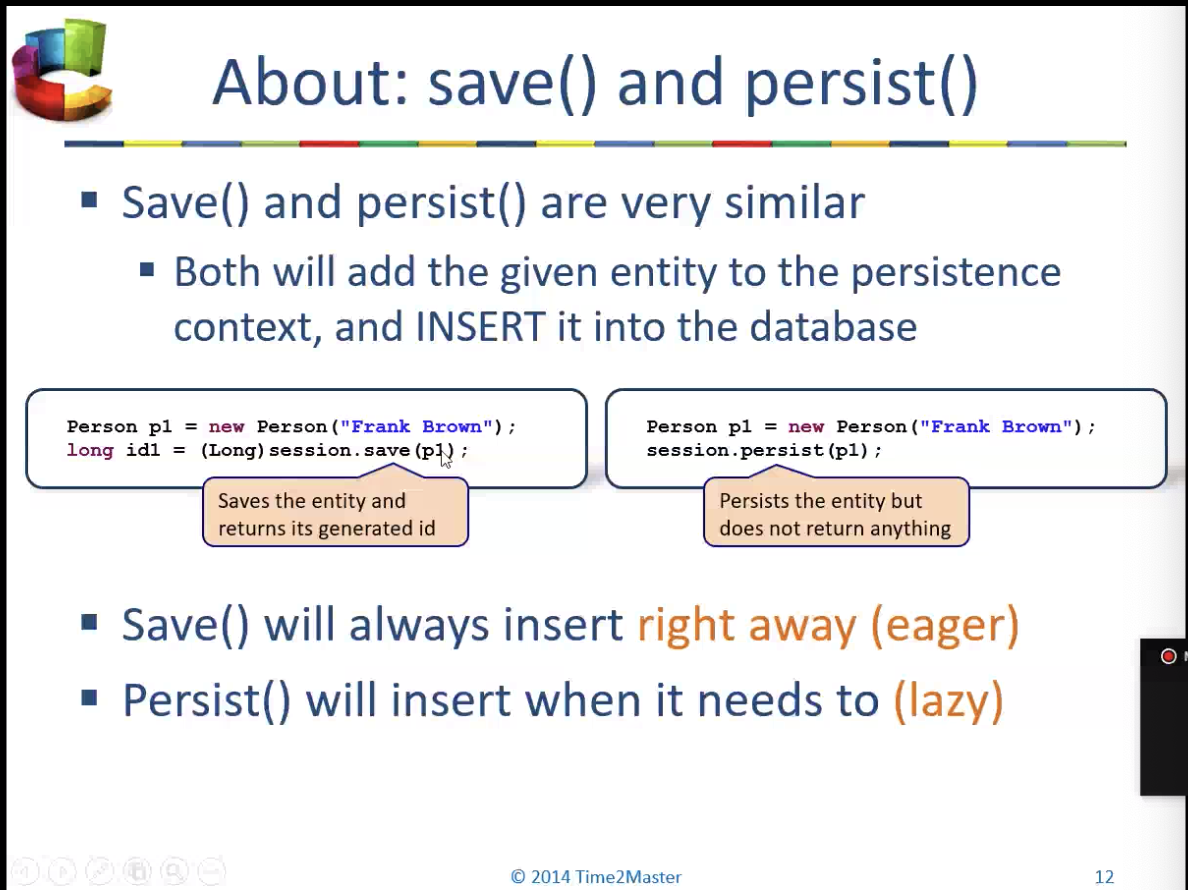 About: save() and persist()
Save() and persist() are very similar
Both will add the given entity to the persistence
context, and INSERT it into the database
Person p1 = new Person("Frank Brown");
long id1 = (Long)session.save(p1);
Saves the entity and
returns its generated id
Person p1 = new Person("Frank Brown");
session.persist(p1);
Persists the entity but
does not return anything
Save() will always insert right away (eager)
Persist() will insert when it needs to (lazy)
© 2014 Time2Master
12